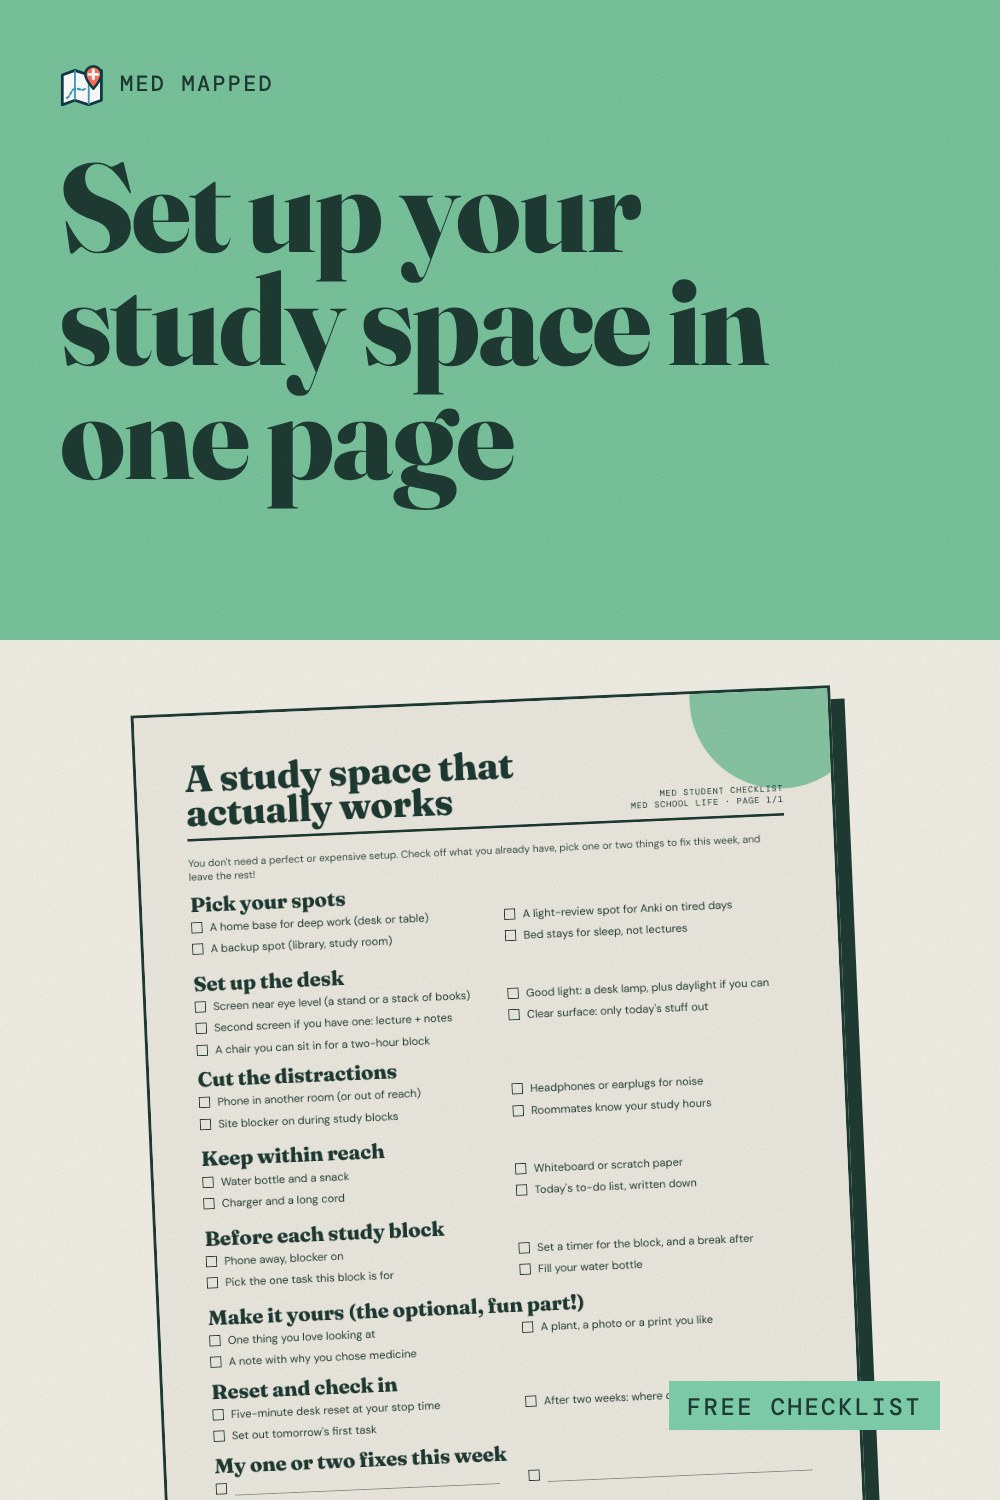 MED MAPPED
Set up your
study space in
one page
A study space that
actually works
MED STUDENT CHECKLIST
MED SCHOOL LIFE · PAGE 1/1
You don't need a perfect or expensive setup. Check off what you already have, pick one or two things to fix this week, and
leave the rest!
Pick your spots
A home base for deep work (desk or table)
A backup spot (library, study room)
A light-review spot for Anki on tired days
Bed stays for sleep, not lectures
Set up the desk
Screen near eye level (a stand or a stack of books)
Second screen if you have one: lecture + notes
A chair you can sit in for a two-hour block
Good light: a desk lamp, plus daylight if you can
Clear surface: only today's stuff out
Cut the distractions
Phone in another room (or out of reach)
Site blocker on during study blocks
Headphones or earplugs for noise
Roommates know your study hours
Keep within reach
Water bottle and a snack
Charger and a long cord
Whiteboard or scratch paper
Today's to-do list, written down
Before each study block
Phone away, blocker on
Pick the one task this block is for
Set a timer for the block, and a break after
Fill your water bottle
Make it yours (the optional, fun part!)
One thing you love looking at
A note with why you chose medicine
A plant, a photo or a print you like
Reset and check in
Five-minute desk reset at your stop time
Set out tomorrow's first task
After two weeks: where
My one or two fixes this week
FREE CHECKLIST